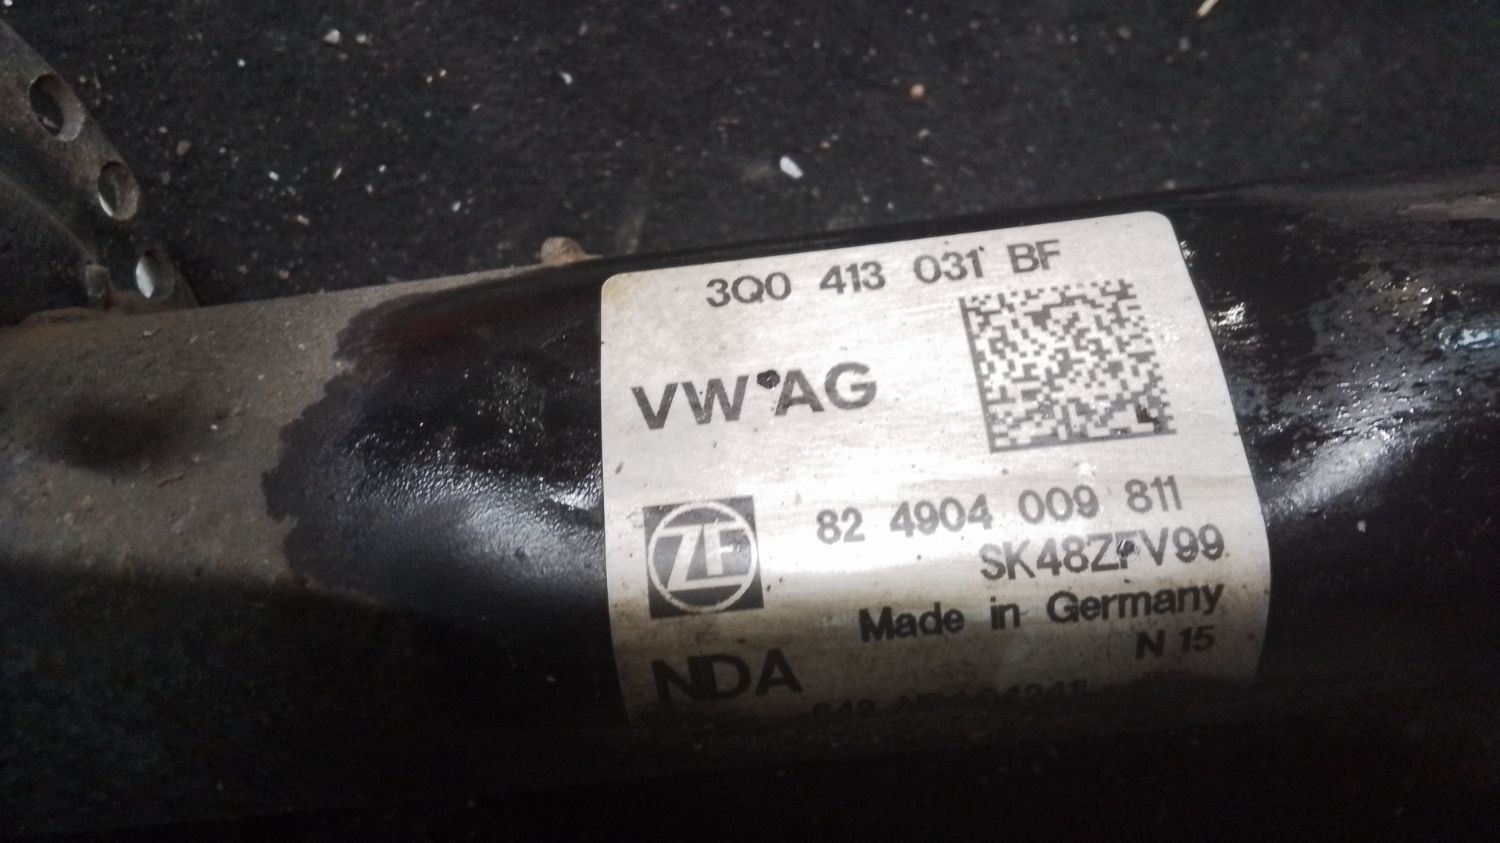 3Q0 413 031 BF
VW AG
ZF
82 4904 009 811
SK48ZFV99
Made in Germany
N 15
NDA